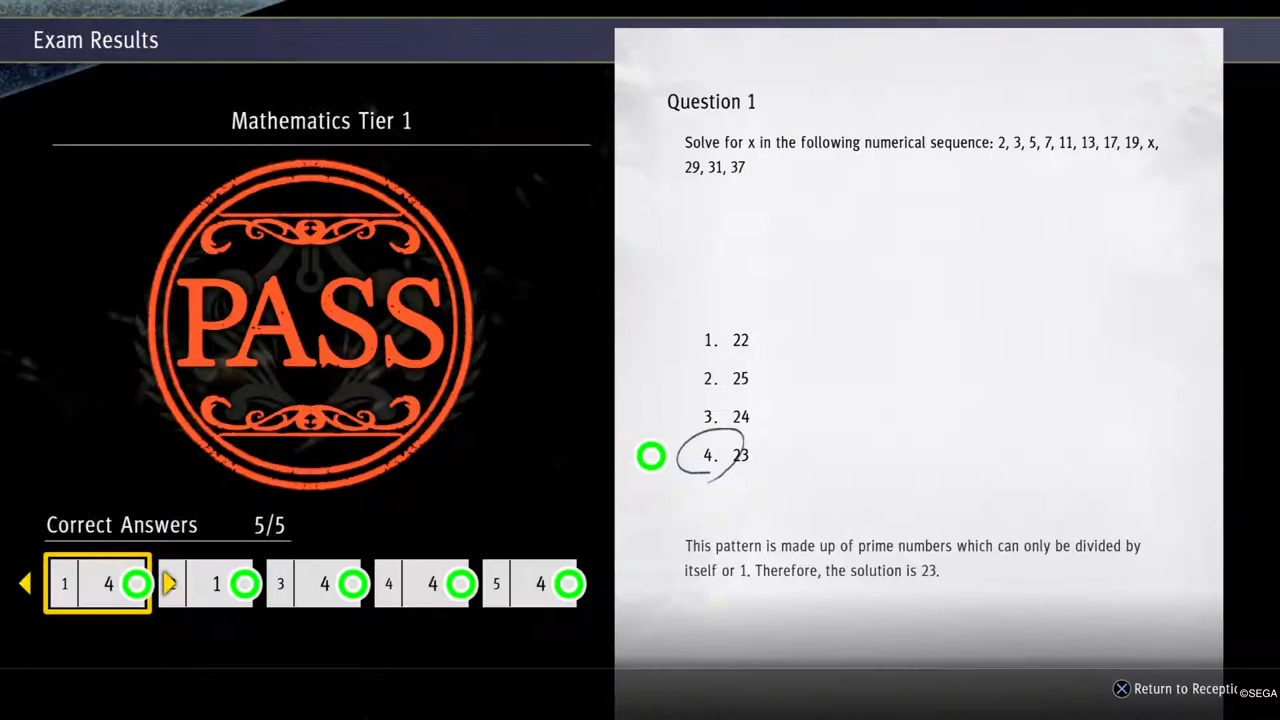 Exam Results
Mathematics Tier 1
PASS
Correct Answers 5/5
1 4
1
3 4
4 4
5 4
Question 1
Solve for x in the following numerical sequence: 2, 3, 5, 7, 11, 13, 17, 19, x,
29, 31, 37
1. 22
2. 25
3. 24
4. 23
This pattern is made up of prime numbers which can only be divided by
itself or 1. Therefore, the solution is 23.
Return to Receptic
©SEGA